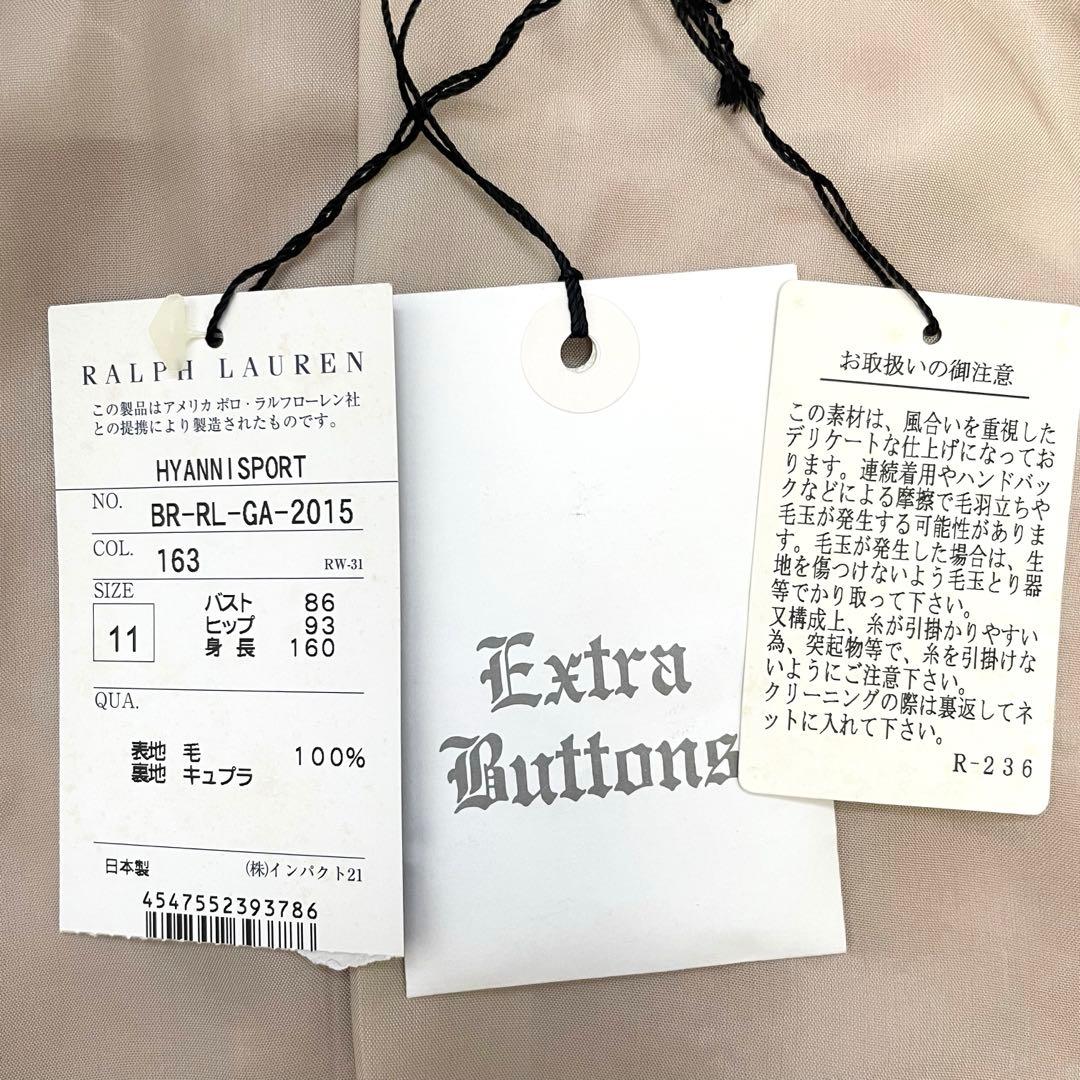 RALPH LAUREN
この製品はアメリカ ポロ・ラルフローレン社
との提携により製造されたものです。
HYANNISPORT
NO. BR-RL-GA-2015
COL. 163 RW-31
SIZE
11
バスト 86
ヒップ 93
身 長 160
QUA.
表地 毛 100%
裏地 キュプラ
日本製 (株)インパクト21
4547552393786
Extra
Buttons
お取扱いの御注意
この素材は、風合いを重視した
デリケートな仕上げになってお
ります。連続着用やハンドバッ
クなどによる摩擦で毛羽立ちや
毛玉が発生する可能性がありま
す。毛玉が発生した場合は、生
地を傷つけないよう毛玉とり器
等でかり取って下さい。
又構成上、糸が引掛かりやすい
為、突起物等で、糸を引掛けな
いようにご注意下さい。
クリーニングの際は裏返してネ
ットに入れて下さい。
R-236